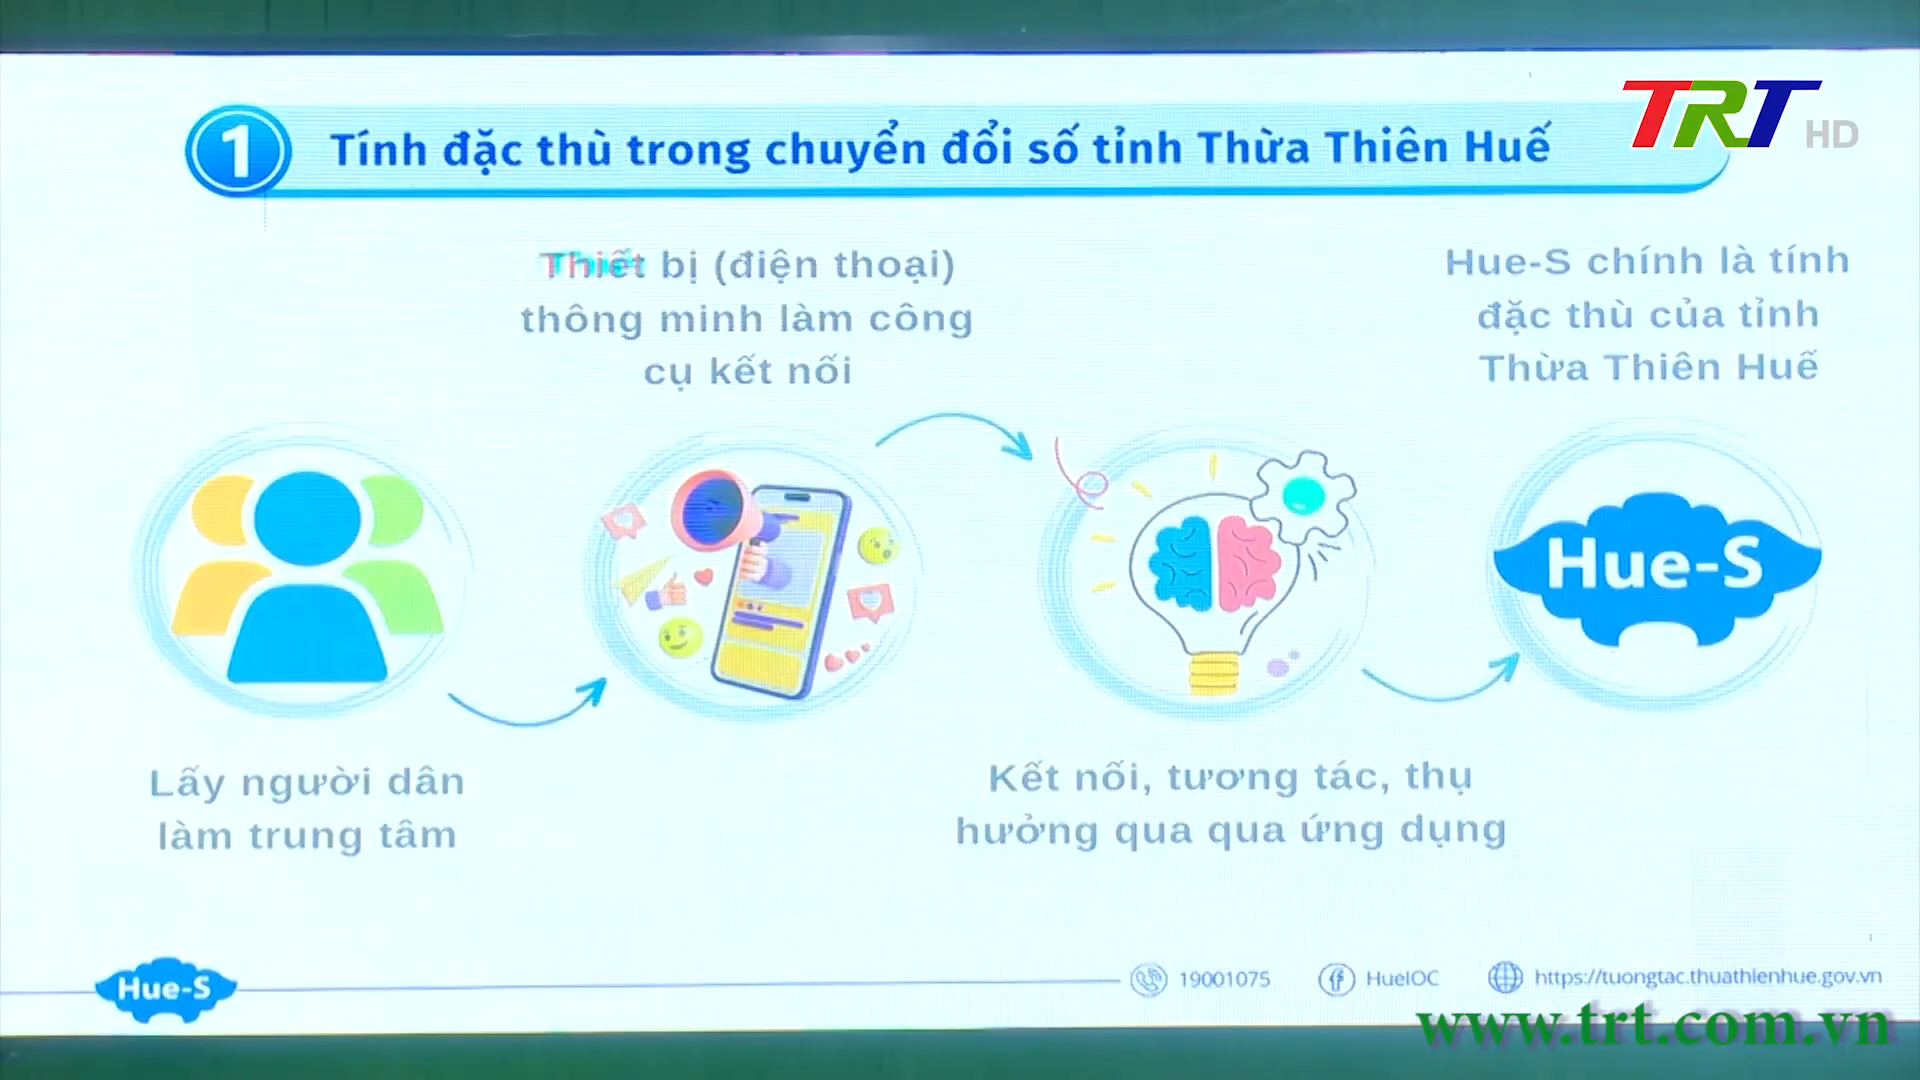 TRT HD
1 Tính đặc thù trong chuyển đổi số tỉnh Thừa Thiên Huế
Thiết bị (điện thoại)
thông minh làm công
cụ kết nối
Hue-S chính là tính
đặc thù của tỉnh
Thừa Thiên Huế
Hue-S
Lấy người dân
làm trung tâm
Kết nối, tương tác, thụ
hưởng qua qua ứng dụng
Hue-S
19001075
HueIOC
https://tuongtac.thuathienhue.gov.vn
www.trt.com.vn